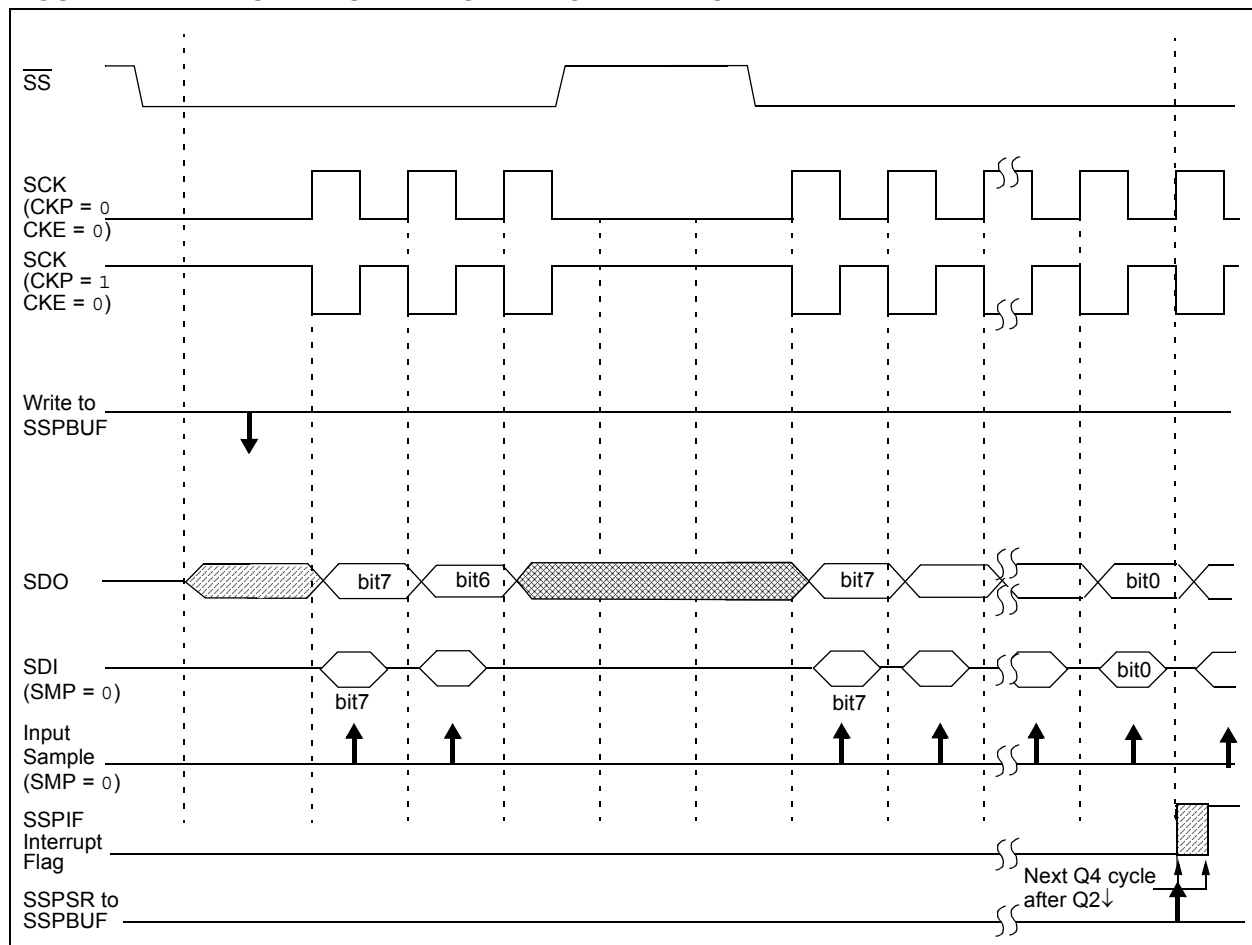 SS
SCK
(CKP = 0
CKE = 0)
SCK
(CKP = 1
CKE = 0)
Write to
SSPBUF
SDO
bit7
bit6
bit7
bit0
SDI
(SMP = 0)
bit7
bit7
bit0
Input
Sample
(SMP = 0)
SSPIF
Interrupt
Flag
Next Q4 cycle
after Q2↓
SSPSR to
SSPBUF